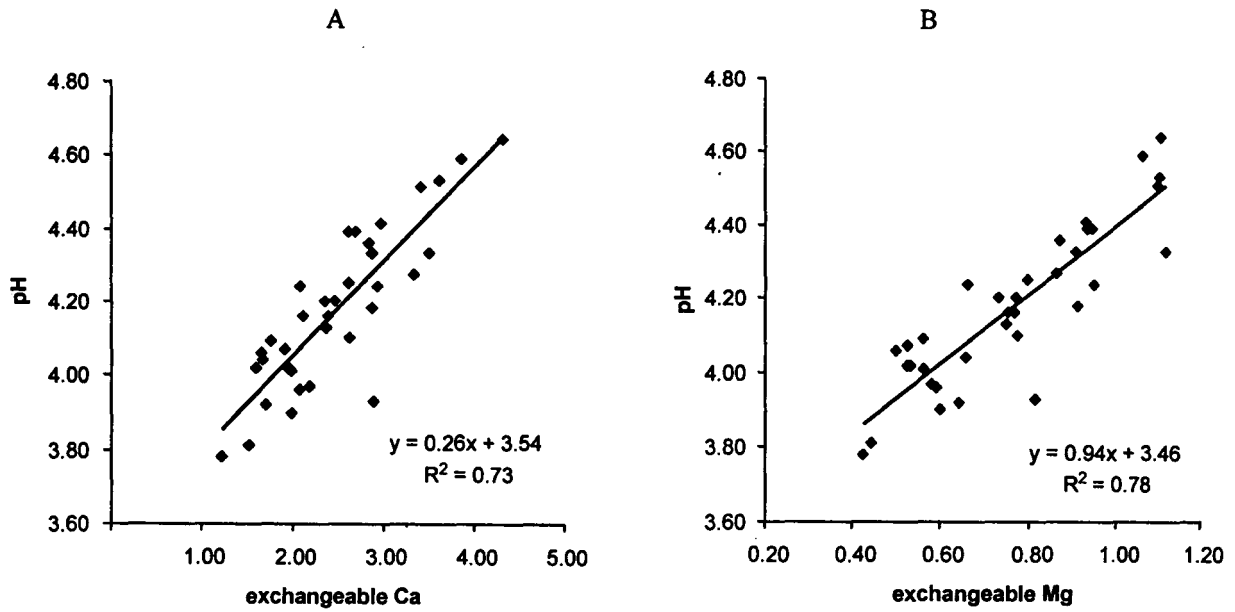 A
4.80
4.60
4.40
4.20
4.00
3.80
3.60
pH
1.00 2.00 3.00 4.00 5.00
exchangeable Ca
y = 0.26x + 3.54
R² = 0.73
B
4.80
4.60
4.40
4.20
4.00
3.80
3.60
pH
0.20 0.40 0.60 0.80 1.00 1.20
exchangeable Mg
y = 0.94x + 3.46
R² = 0.78